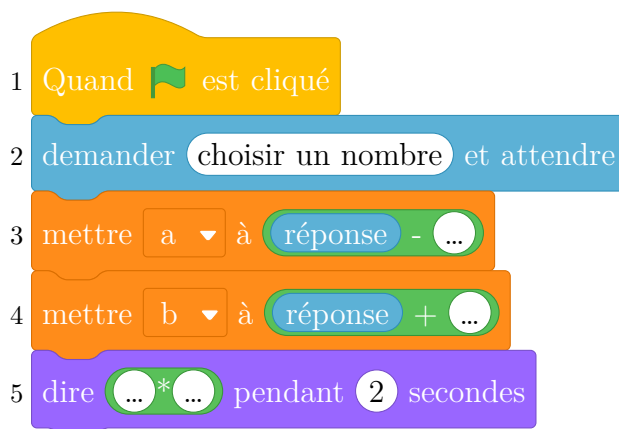 1 Quand est cliqué
2 demander choisir un nombre et attendre
3 mettre a à réponse - ...
4 mettre b à réponse + ...
5 dire ...*... pendant 2 secondes